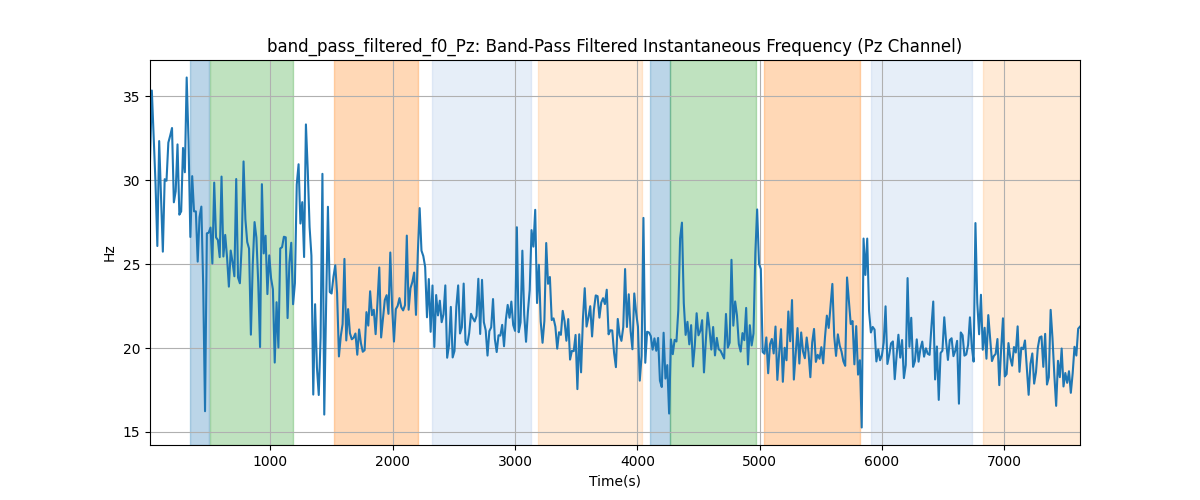 band_pass_filtered_f0_Pz: Band-Pass Filtered Instantaneous Frequency (Pz Channel)
35
30
25
20
15
Hz
1000 2000 3000 4000 5000 6000 7000
Time(s)